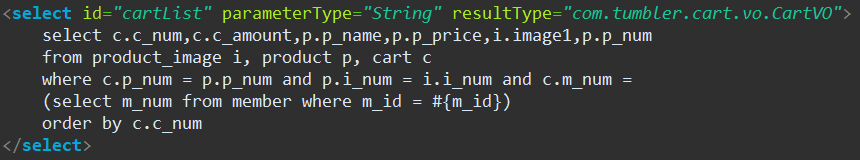 <select id="cartList" parameterType="String" resultType="com.tumbler.cart.vo.CartVO">
select c.c_num,c.c_amount,p.p_name,p.p_price,i.image1,p.p_num
from product_image i, product p, cart c
where c.p_num = p.p_num and p.i_num = i.i_num and c.m_num =
(select m_num from member where m_id = #{m_id})
order by c.c_num
</select>